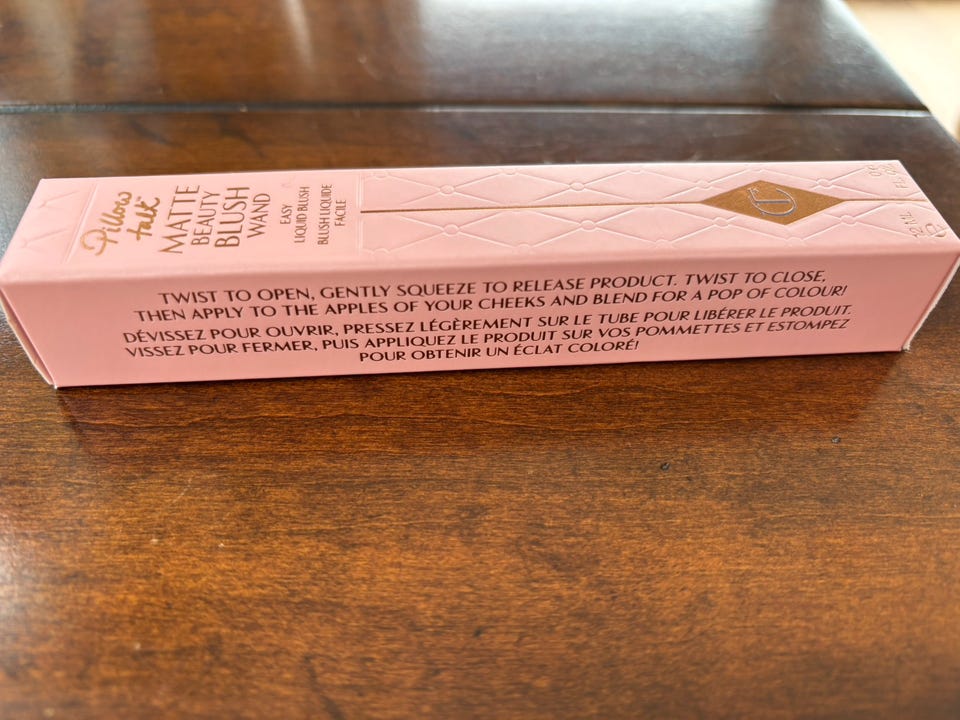 Pillow
talk™
MATTE
BEAUTY
BLUSH
WAND
EASY
LIQUID BLUSH
BLUSH LIQUIDE
FACILE
12 ML
TWIST TO OPEN, GENTLY SQUEEZE TO RELEASE PRODUCT. TWIST TO CLOSE,
THEN APPLY TO THE APPLES OF YOUR CHEEKS AND BLEND FOR A POP OF COLOUR!
DÉVISSEZ POUR OUVRIR, PRESSEZ LÉGÈREMENT SUR LE TUBE POUR LIBÉRER LE PRODUIT.
VISSEZ POUR FERMER, PUIS APPLIQUEZ LE PRODUIT SUR VOS POMMETTES ET ESTOMPEZ
POUR OBTENIR UN ÉCLAT COLORÉ!